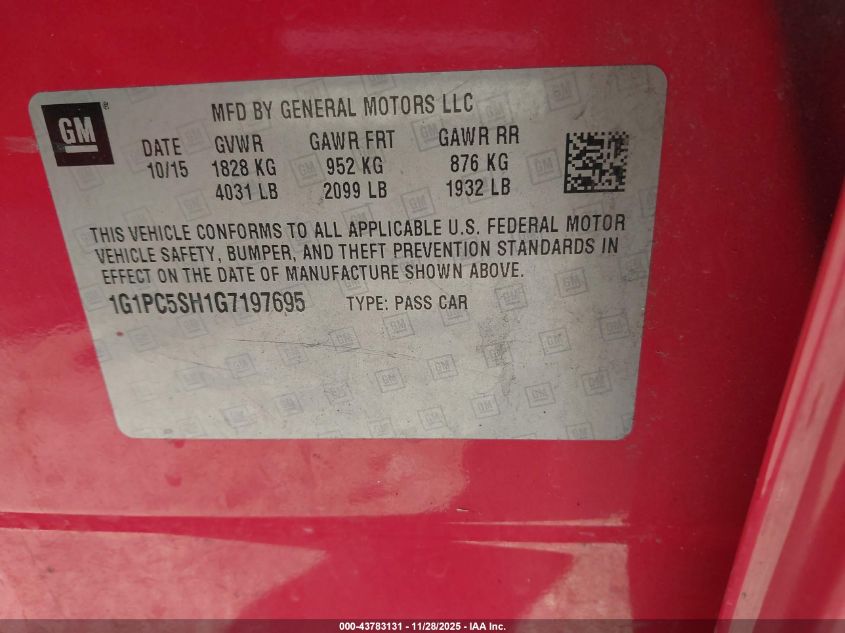 GM
MFD BY GENERAL MOTORS LLC
DATE GVWR GAWR FRT GAWR RR
10/15 1828 KG 952 KG 876 KG
4031 LB 2099 LB 1932 LB
THIS VEHICLE CONFORMS TO ALL APPLICABLE U.S. FEDERAL MOTOR
VEHICLE SAFETY, BUMPER, AND THEFT PREVENTION STANDARDS IN
EFFECT ON THE DATE OF MANUFACTURE SHOWN ABOVE.
1G1PC5SH1G7197695 TYPE: PASS CAR
000-43783131 - 11/28/2025 - IAA Inc.